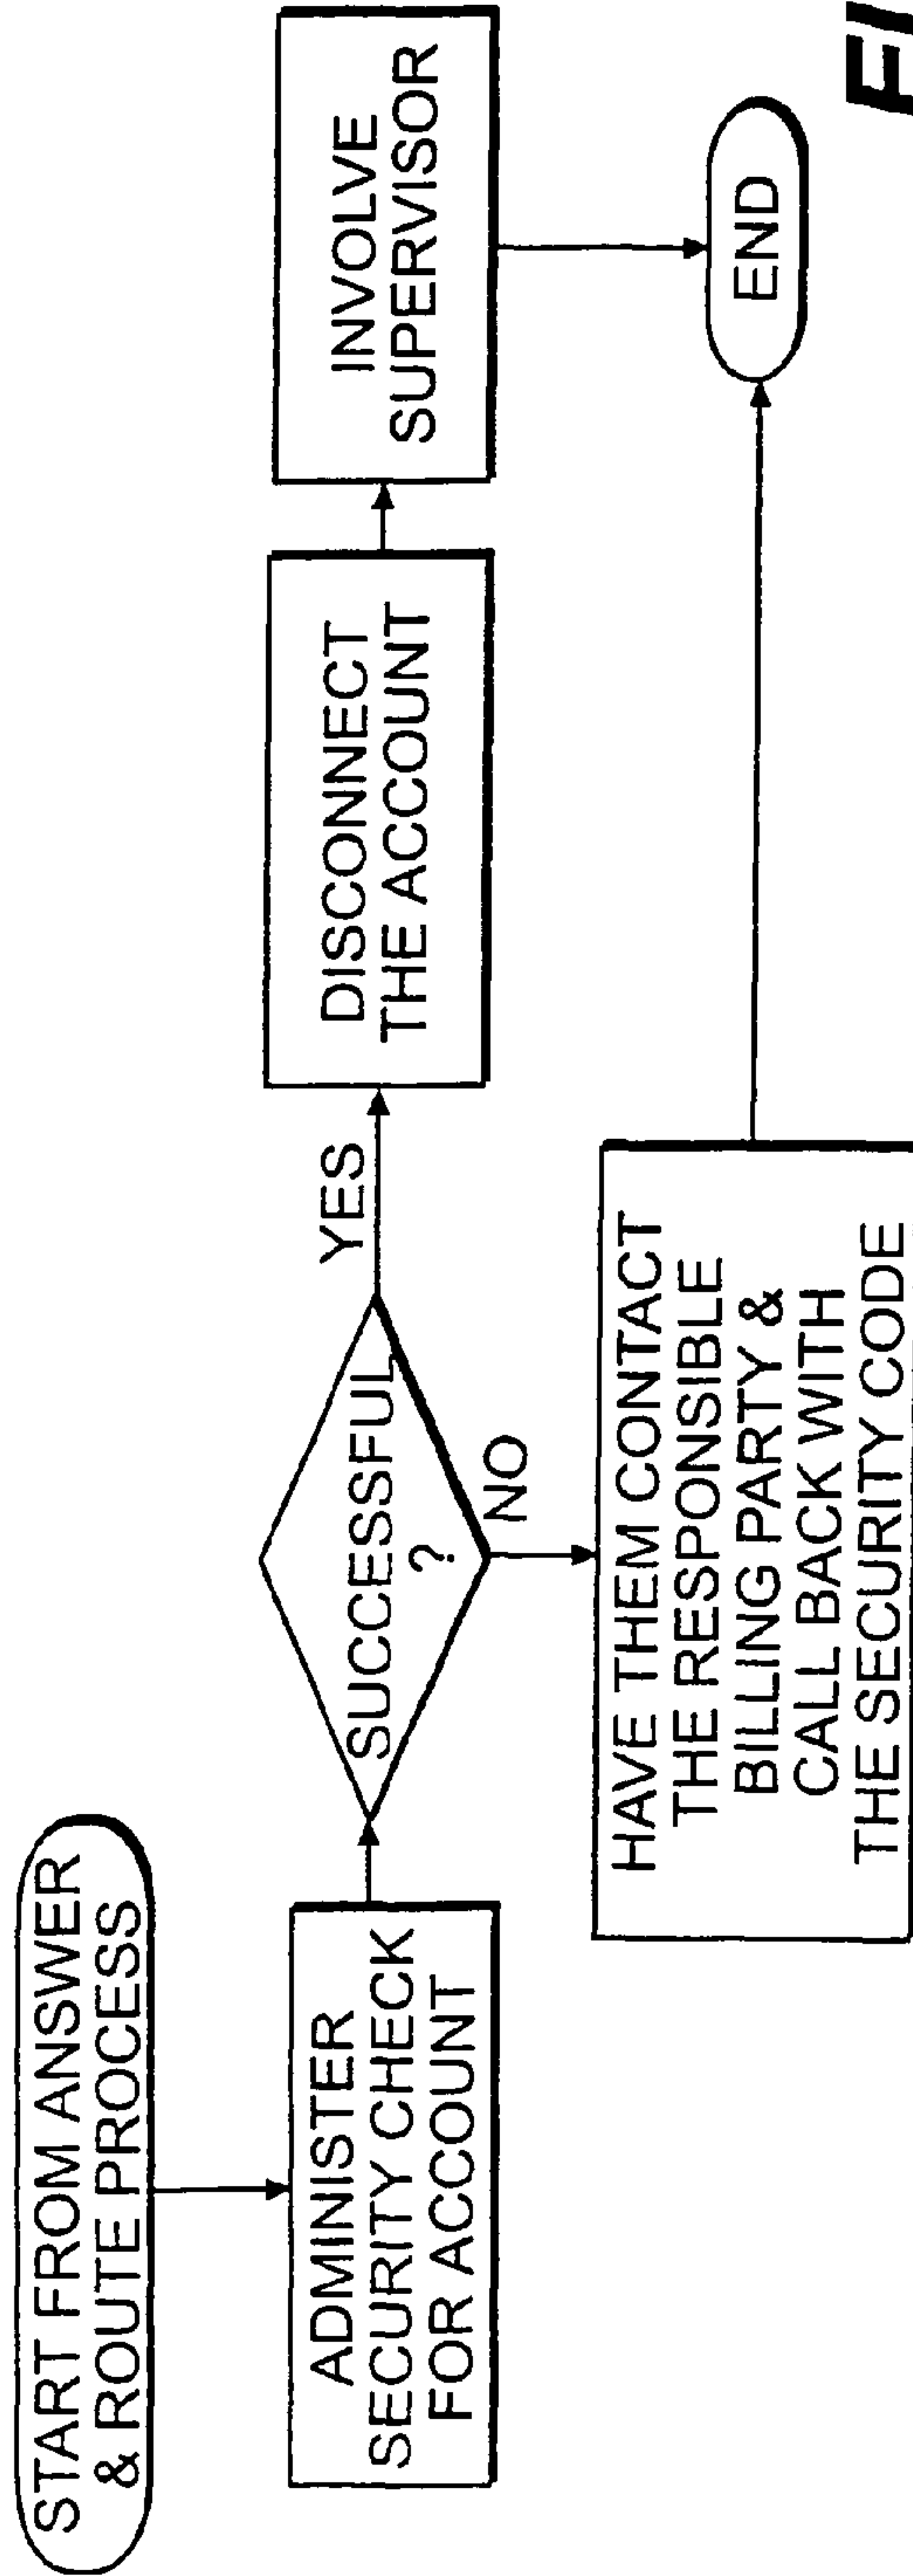 START FROM ANSWER
& ROUTE PROCESS
ADMINISTER
SECURITY CHECK
FOR ACCOUNT
SUCCESSFUL
?
YES
NO
DISCONNECT
THE ACCOUNT
INVOLVE
SUPERVISOR
HAVE THEM CONTACT
THE RESPONSIBLE
BILLING PARTY &
CALL BACK WITH
THE SECURITY CODE
END